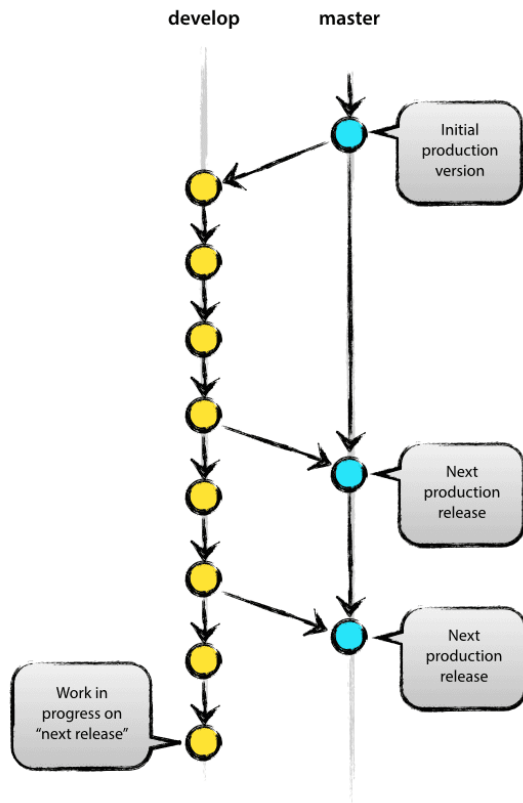 develop
master
Initial
production
version
Next
production
release
Next
production
release
Work in
progress on
“next release”